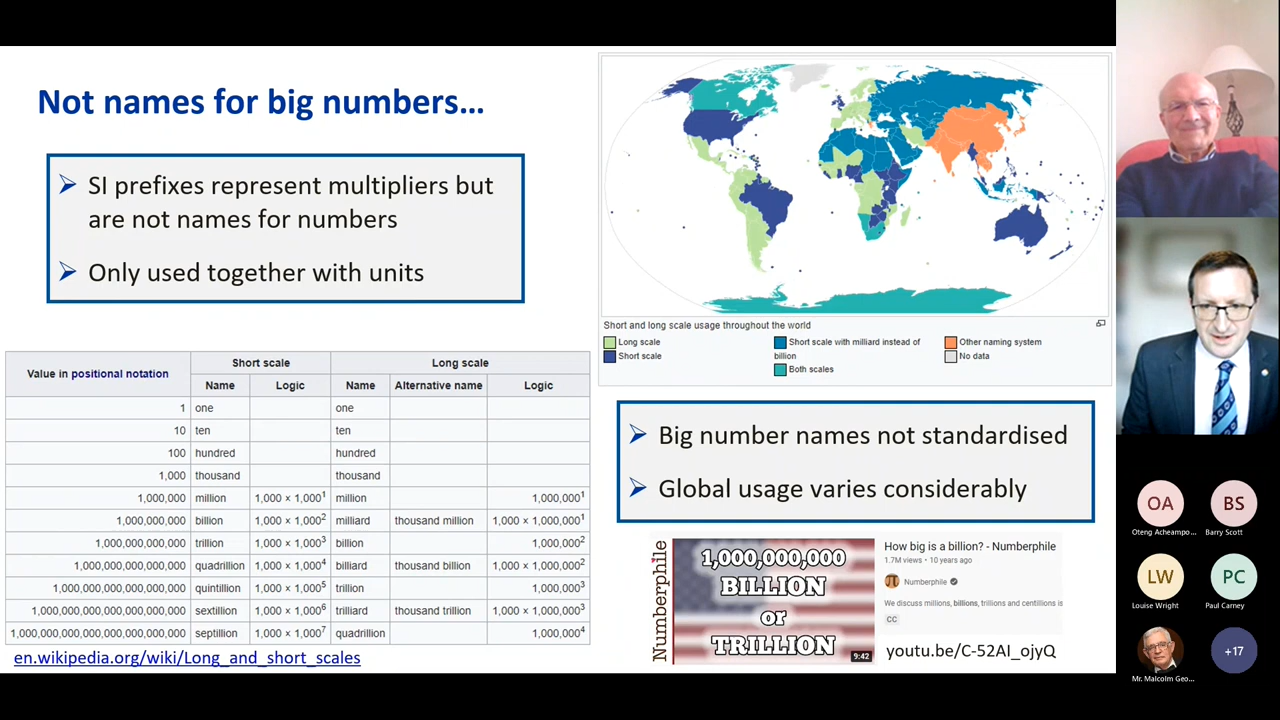 Not names for big numbers...
➢ SI prefixes represent multipliers but
are not names for numbers
➢ Only used together with units
Short and long scale usage throughout the world
Long scale
Short scale
Short scale with milliard instead of
billion
Both scales
Other naming system
No data
Value in positional notation Short scale Long scale
Name Logic Name Alternative name Logic
1 one one
10 ten ten
100 hundred hundred
1,000 thousand thousand
1,000,000 million 1,000 × 1,000¹ million 1,000,000¹
1,000,000,000 billion 1,000 × 1,000² milliard thousand million 1,000 × 1,000,000¹
1,000,000,000,000 trillion 1,000 × 1,000³ billion 1,000,000²
1,000,000,000,000,000 quadrillion 1,000 × 1,000⁴ billiard thousand billion 1,000 × 1,000,000²
1,000,000,000,000,000,000 quintillion 1,000 × 1,000⁵ trillion 1,000,000³
1,000,000,000,000,000,000,000 sextillion 1,000 × 1,000⁶ trilliard thousand trillion 1,000 × 1,000,000³
1,000,000,000,000,000,000,000,000 septillion 1,000 × 1,000⁷ quadrillion 1,000,000⁴
en.wikipedia.org/wiki/Long_and_short_scales
➢ Big number names not standardised
➢ Global usage varies considerably
Numberphile
1,000,000,000
BILLION
or
TRILLION
9:42
How big is a billion? - Numberphile
1.7M views • 10 years ago
Numberphile
We discuss millions, billions, trillions and centillions is
CC
youtu.be/C-52AI_ojyQ
OA
Oteng Acheampo...
BS
Barry Scott
LW
Louise Wright
PC
Paul Carney
Mr. Malcolm Geo...
+17